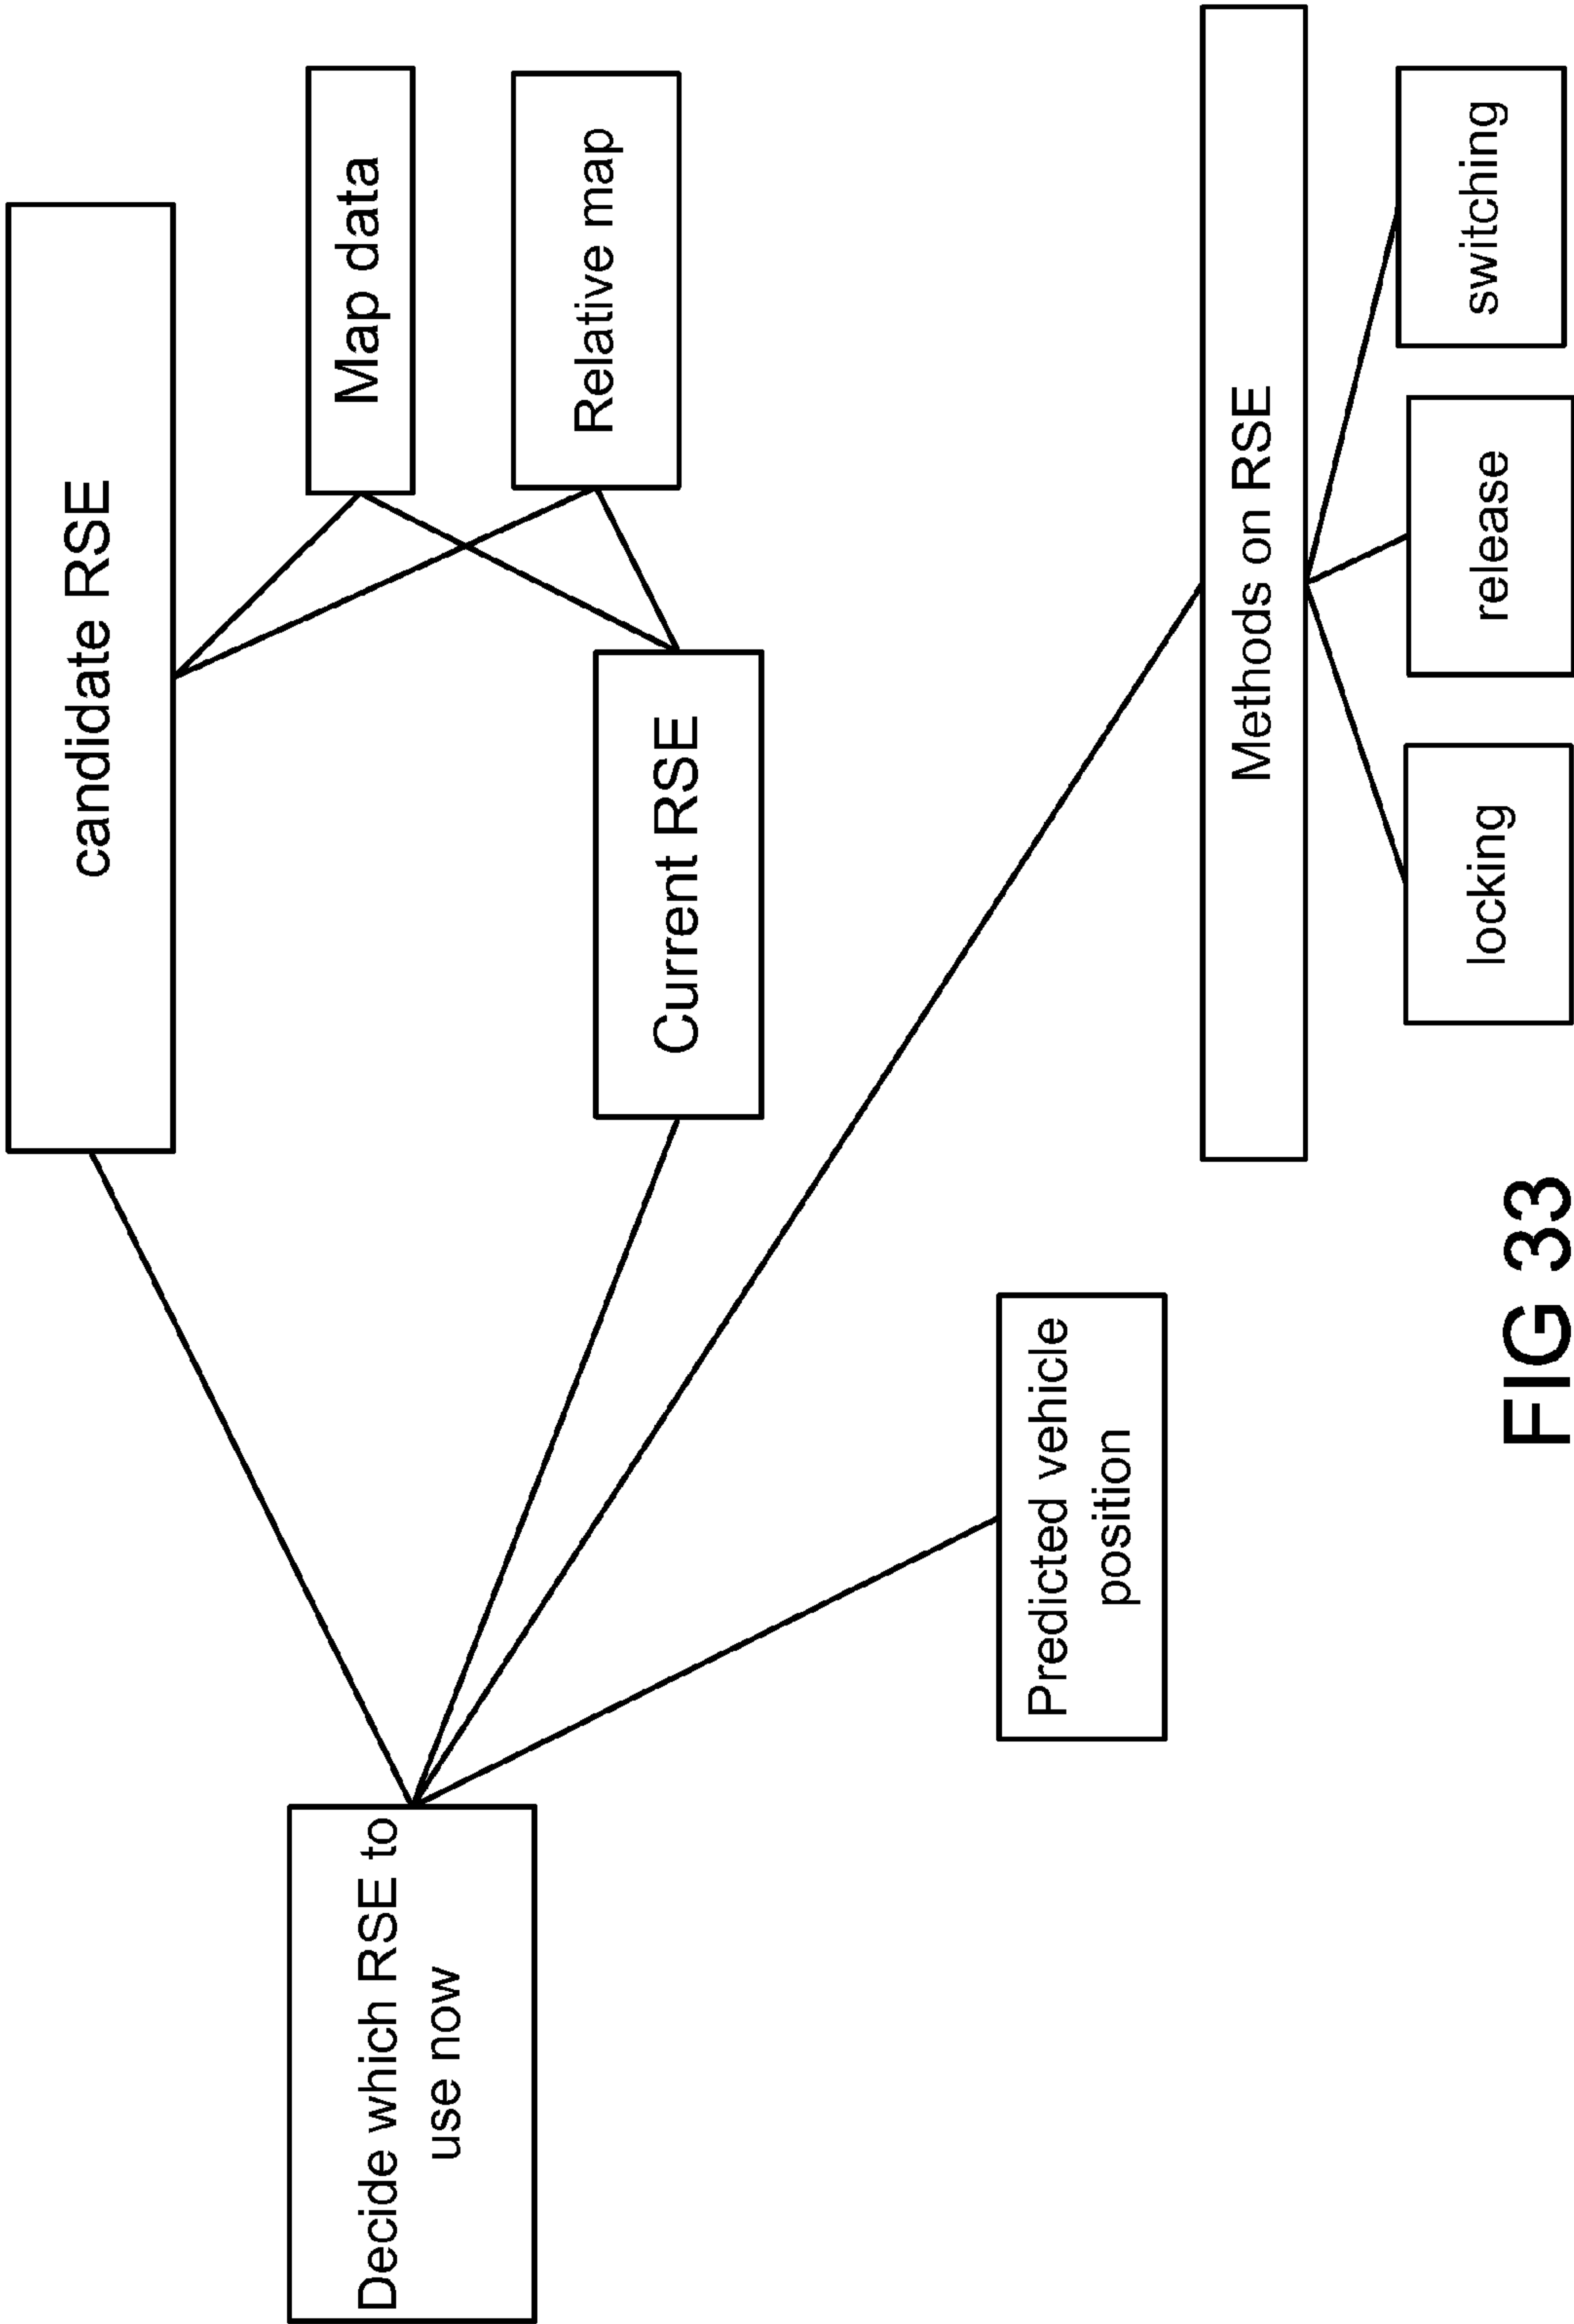 candidate RSE
Map data
Relative map
Decide which RSE to
use now
Current RSE
Predicted vehicle
position
Methods on RSE
locking
release
switching
FIG 33